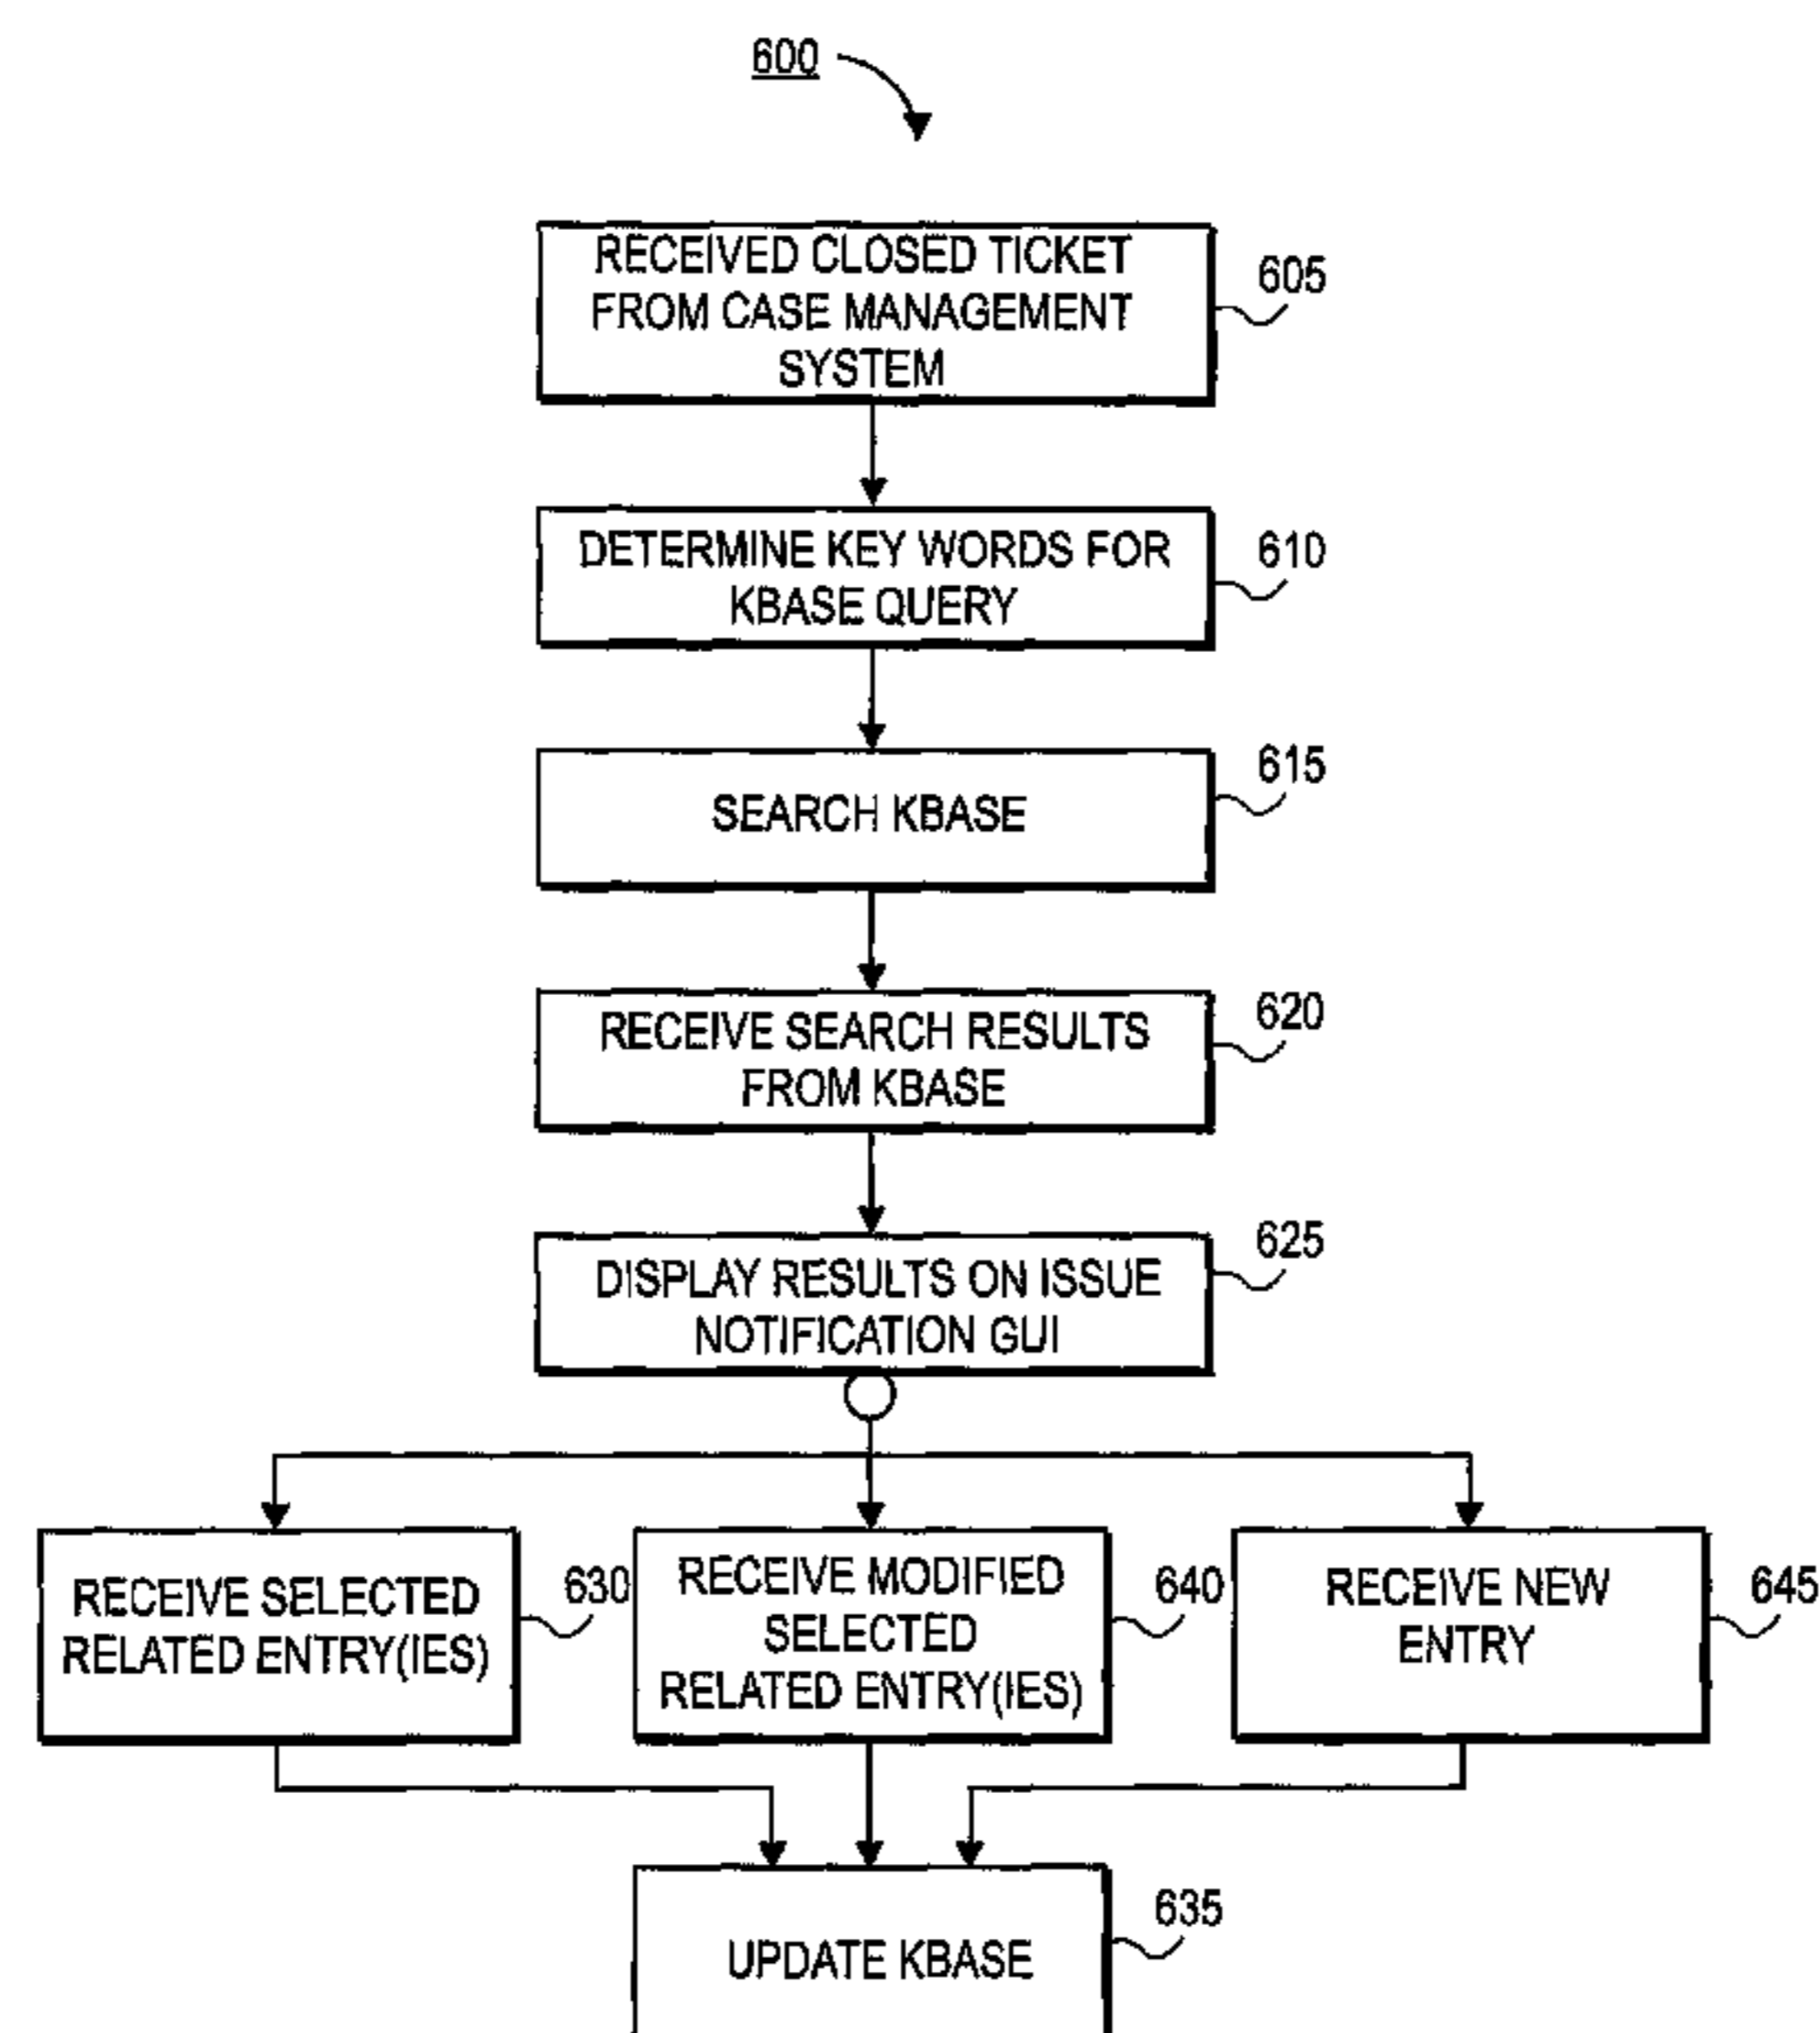 600
RECEIVED CLOSED TICKET
FROM CASE MANAGEMENT
SYSTEM
605
DETERMINE KEY WORDS FOR
KBASE QUERY
610
SEARCH KBASE
615
RECEIVE SEARCH RESULTS
FROM KBASE
620
DISPLAY RESULTS ON ISSUE
NOTIFICATION GUI
625
RECEIVE SELECTED
RELATED ENTRY(IES)
630
RECEIVE MODIFIED
SELECTED
RELATED ENTRY(IES)
640
RECEIVE NEW
ENTRY
645
UPDATE KBASE
635